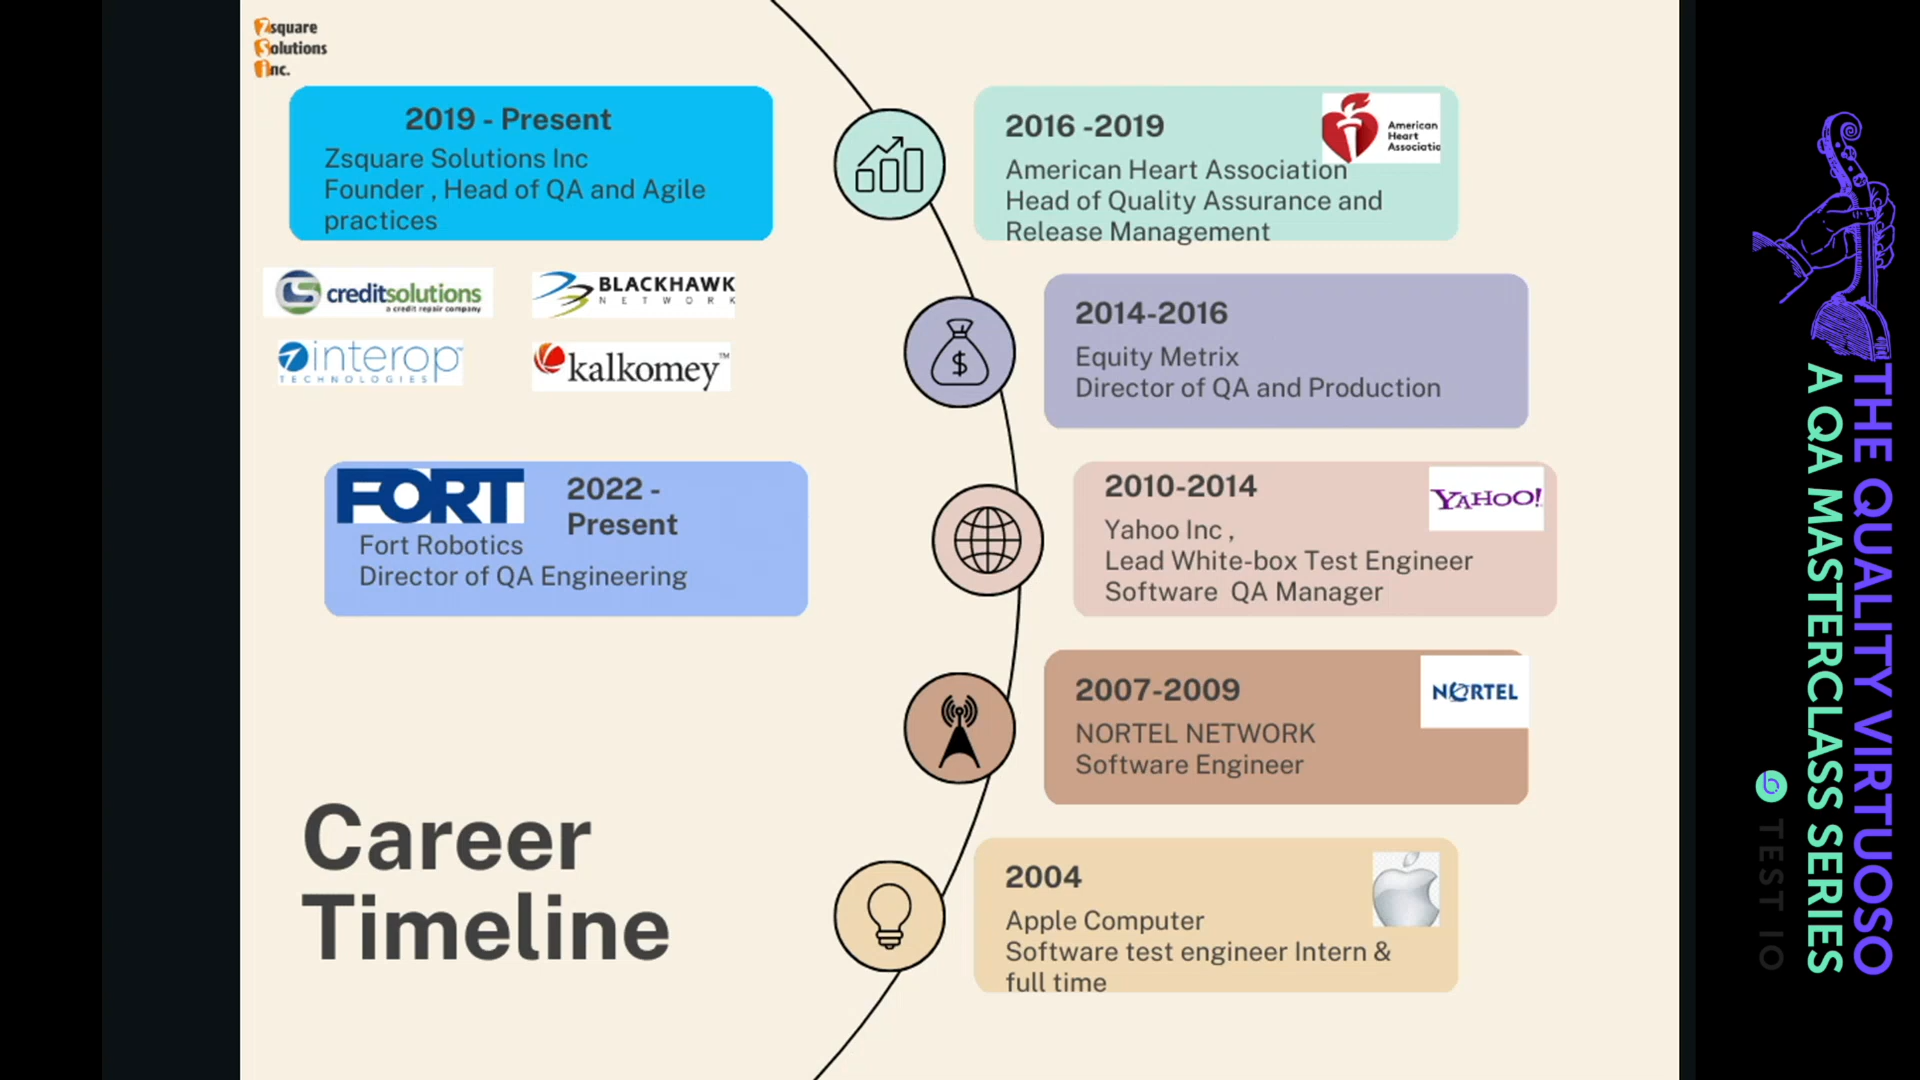 Zsquare
Solutions
inc.
2019 - Present
Zsquare Solutions Inc
Founder , Head of QA and Agile
practices
creditsolutions
a credit repair company
BLACKHAWK
NETWORK
interop
TECHNOLOGIES
kalkomey™
FORT
2022 -
Present
Fort Robotics
Director of QA Engineering
Career
Timeline
2016 -2019
American
Heart
Associatio
American Heart Association
Head of Quality Assurance and
Release Management
2014-2016
Equity Metrix
Director of QA and Production
$
2010-2014
YAHOO!
Yahoo Inc ,
Lead White-box Test Engineer
Software  QA Manager
2007-2009
NORTEL
NORTEL NETWORK
Software Engineer
2004
Apple Computer
Software test engineer Intern &
full time
THE QUALITY VIRTUOSO
A QA MASTERCLASS SERIES
TEST IO